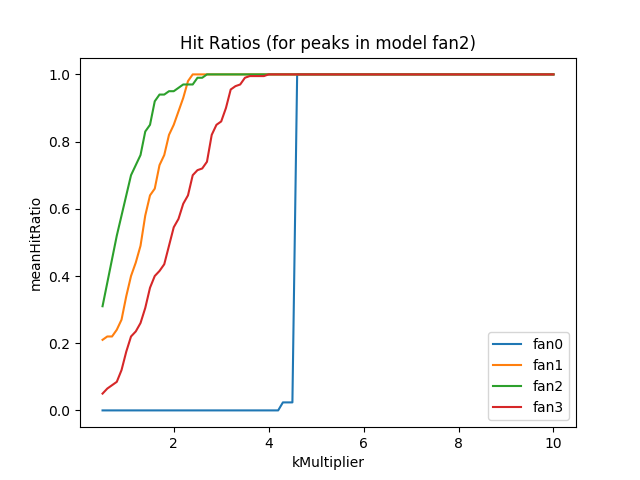 Hit Ratios (for peaks in model fan2)
meanHitRatio
1.0
0.8
0.6
0.4
0.2
0.0
2 4 6 8 10
kMultiplier
fan0
fan1
fan2
fan3